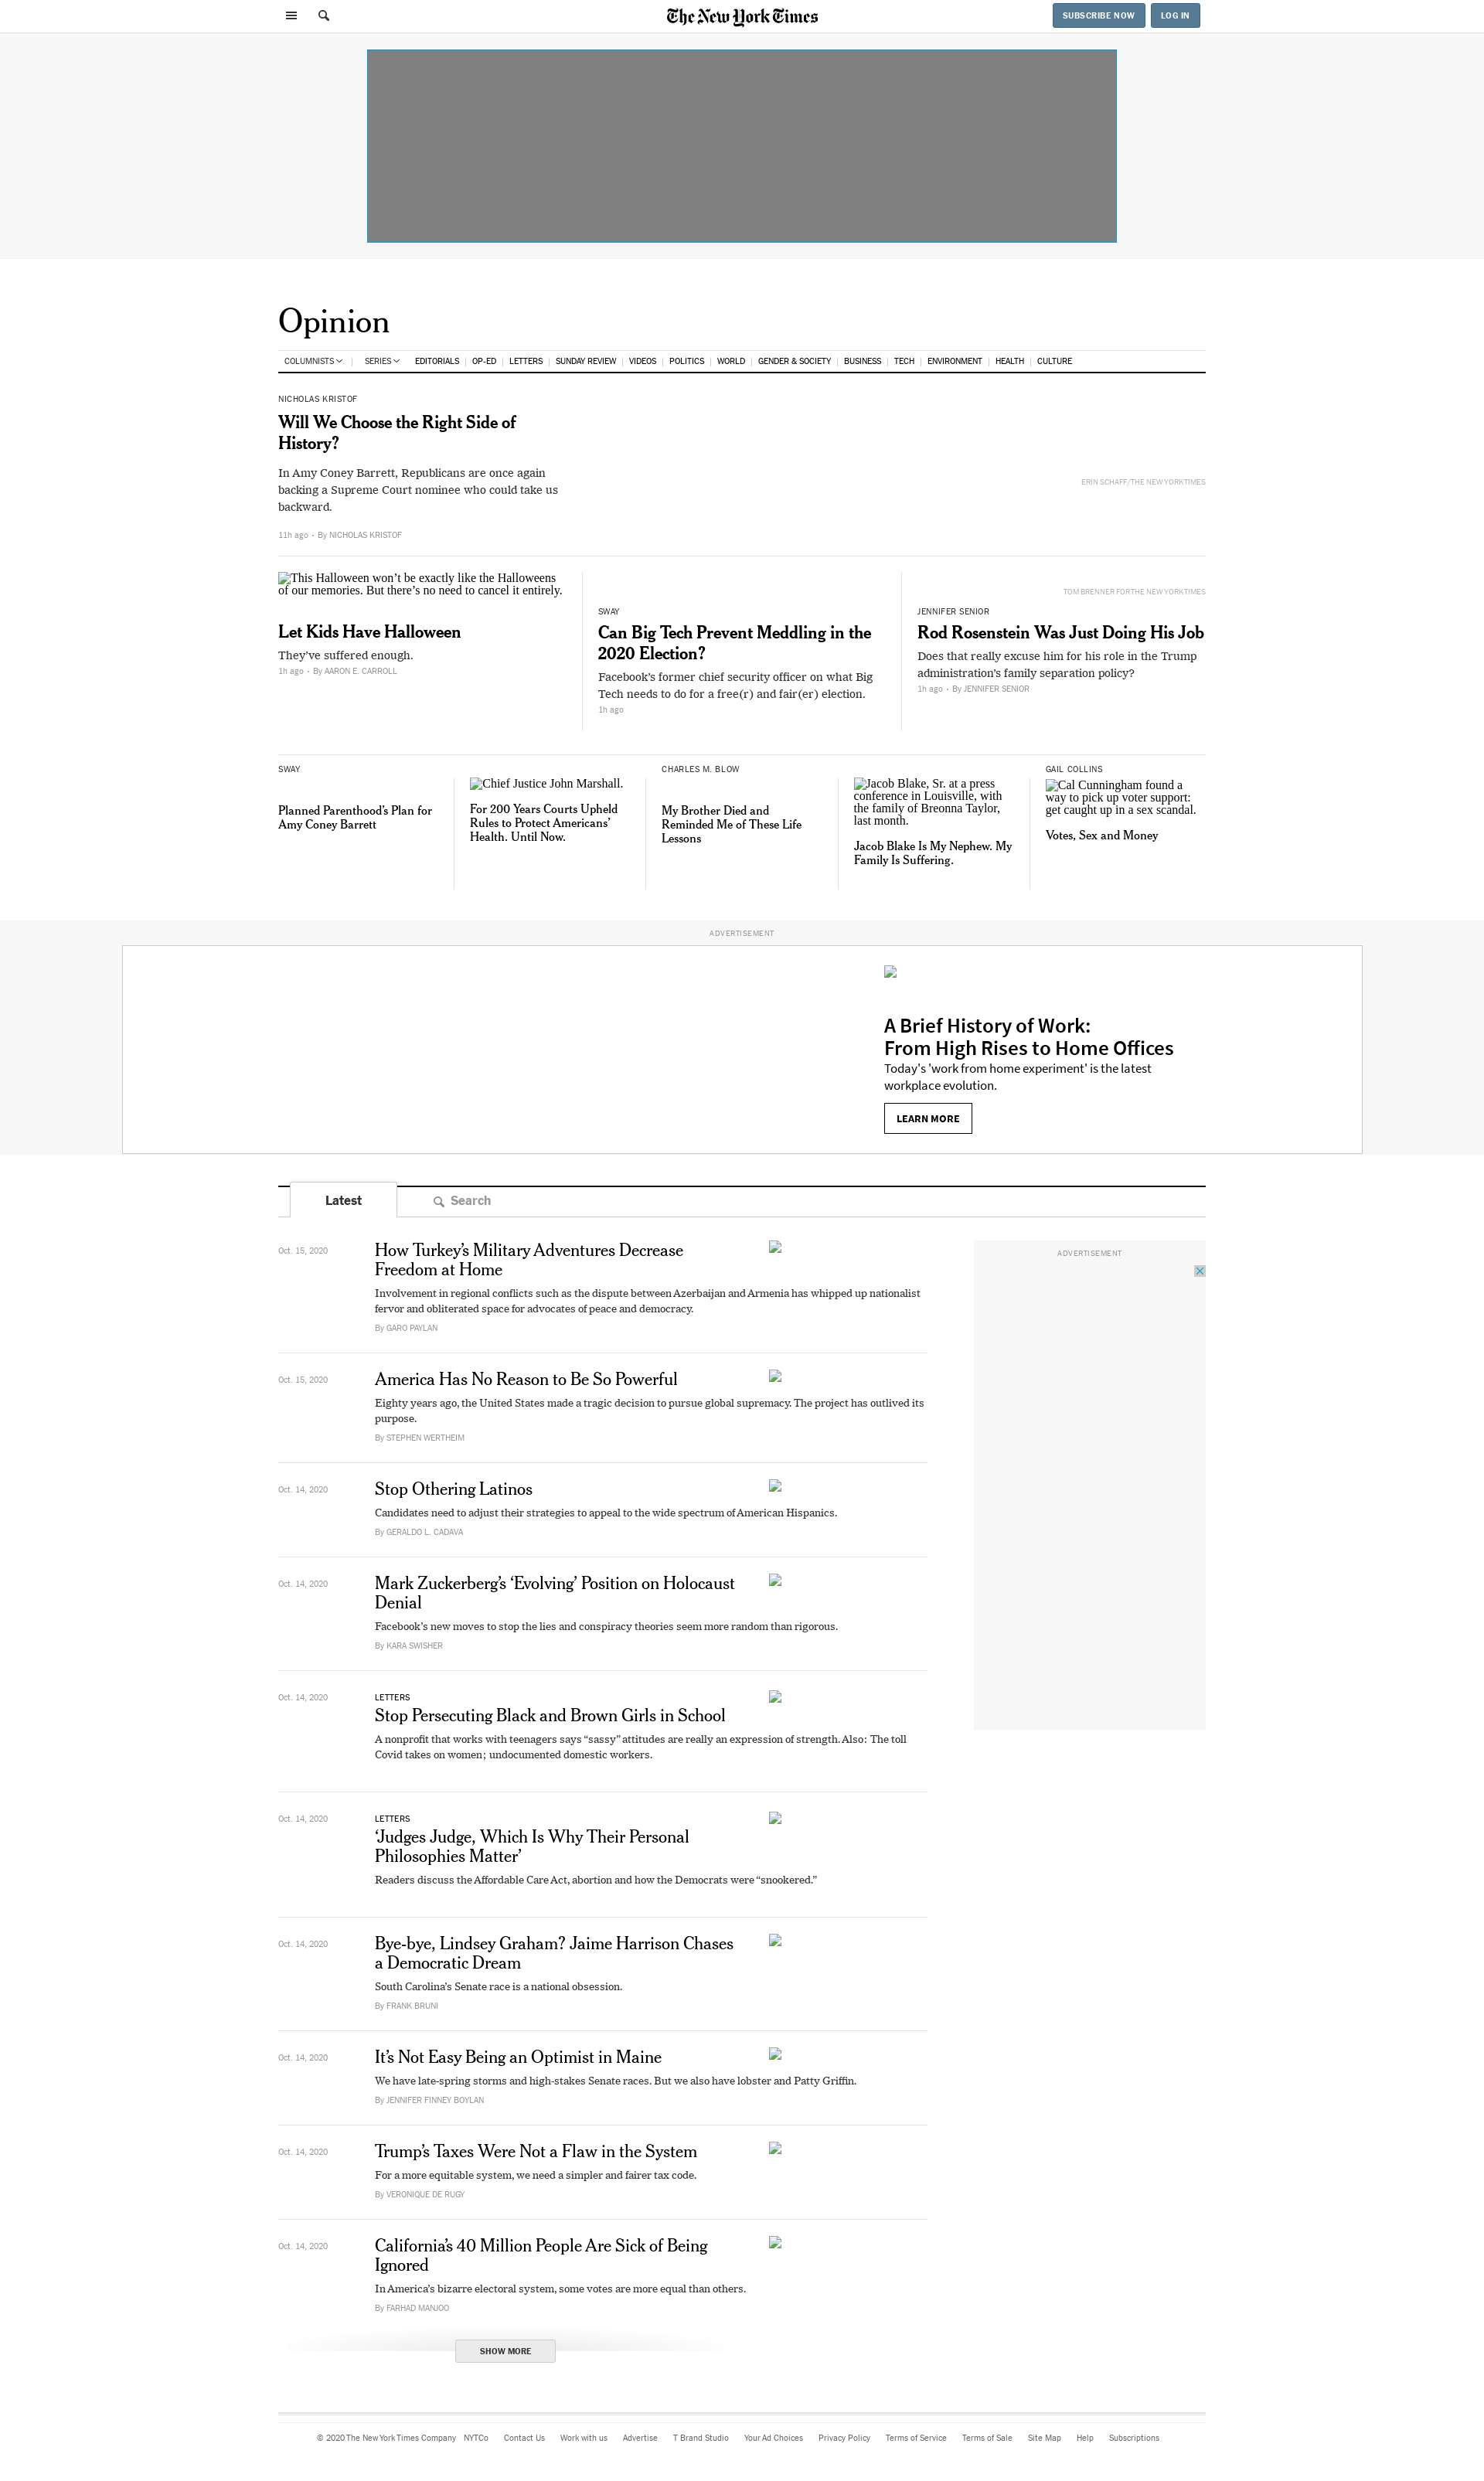 The New York Times
SUBSCRIBE NOW
LOG IN
Opinion
COLUMNISTS
SERIES
EDITORIALS
OP-ED
LETTERS
SUNDAY REVIEW
VIDEOS
POLITICS
WORLD
GENDER & SOCIETY
BUSINESS
TECH
ENVIRONMENT
HEALTH
CULTURE
NICHOLAS KRISTOF
Will We Choose the Right Side of
History?
In Amy Coney Barrett, Republicans are once again
backing a Supreme Court nominee who could take us
backward.
11h ago • By NICHOLAS KRISTOF
ERIN SCHAFF/THE NEW YORK TIMES
This Halloween won’t be exactly like the Halloweens
of our memories. But there’s no need to cancel it entirely.
Let Kids Have Halloween
They’ve suffered enough.
1h ago • By AARON E. CARROLL
SWAY
Can Big Tech Prevent Meddling in the
2020 Election?
Facebook’s former chief security officer on what Big
Tech needs to do for a free(r) and fair(er) election.
1h ago
TOM BRENNER FOR THE NEW YORK TIMES
JENNIFER SENIOR
Rod Rosenstein Was Just Doing His Job
Does that really excuse him for his role in the Trump
administration’s family separation policy?
1h ago • By JENNIFER SENIOR
SWAY
Planned Parenthood’s Plan for
Amy Coney Barrett
Chief Justice John Marshall.
For 200 Years Courts Upheld
Rules to Protect Americans’
Health. Until Now.
CHARLES M. BLOW
My Brother Died and
Reminded Me of These Life
Lessons
Jacob Blake, Sr. at a press
conference in Louisville, with
the family of Breonna Taylor,
last month.
Jacob Blake Is My Nephew. My
Family Is Suffering.
GAIL COLLINS
Cal Cunningham found a
way to pick up voter support:
get caught up in a sex scandal.
Votes, Sex and Money
ADVERTISEMENT
A Brief History of Work:
From High Rises to Home Offices
Today's 'work from home experiment' is the latest
workplace evolution.
LEARN MORE
Latest
Search
ADVERTISEMENT
Oct. 15, 2020
How Turkey’s Military Adventures Decrease
Freedom at Home
Involvement in regional conflicts such as the dispute between Azerbaijan and Armenia has whipped up nationalist
fervor and obliterated space for advocates of peace and democracy.
By GARO PAYLAN
Oct. 15, 2020
America Has No Reason to Be So Powerful
Eighty years ago, the United States made a tragic decision to pursue global supremacy. The project has outlived its
purpose.
By STEPHEN WERTHEIM
Oct. 14, 2020
Stop Othering Latinos
Candidates need to adjust their strategies to appeal to the wide spectrum of American Hispanics.
By GERALDO L. CADAVA
Oct. 14, 2020
Mark Zuckerberg’s ‘Evolving’ Position on Holocaust
Denial
Facebook’s new moves to stop the lies and conspiracy theories seem more random than rigorous.
By KARA SWISHER
Oct. 14, 2020
LETTERS
Stop Persecuting Black and Brown Girls in School
A nonprofit that works with teenagers says “sassy” attitudes are really an expression of strength. Also: The toll
Covid takes on women; undocumented domestic workers.
Oct. 14, 2020
LETTERS
‘Judges Judge, Which Is Why Their Personal
Philosophies Matter’
Readers discuss the Affordable Care Act, abortion and how the Democrats were “snookered.”
Oct. 14, 2020
Bye-bye, Lindsey Graham? Jaime Harrison Chases
a Democratic Dream
South Carolina’s Senate race is a national obsession.
By FRANK BRUNI
Oct. 14, 2020
It’s Not Easy Being an Optimist in Maine
We have late-spring storms and high-stakes Senate races. But we also have lobster and Patty Griffin.
By JENNIFER FINNEY BOYLAN
Oct. 14, 2020
Trump’s Taxes Were Not a Flaw in the System
For a more equitable system, we need a simpler and fairer tax code.
By VERONIQUE DE RUGY
Oct. 14, 2020
California’s 40 Million People Are Sick of Being
Ignored
In America’s bizarre electoral system, some votes are more equal than others.
By FARHAD MANJOO
SHOW MORE
© 2020 The New York Times Company
NYTCo
Contact Us
Work with us
Advertise
T Brand Studio
Your Ad Choices
Privacy Policy
Terms of Service
Terms of Sale
Site Map
Help
Subscriptions